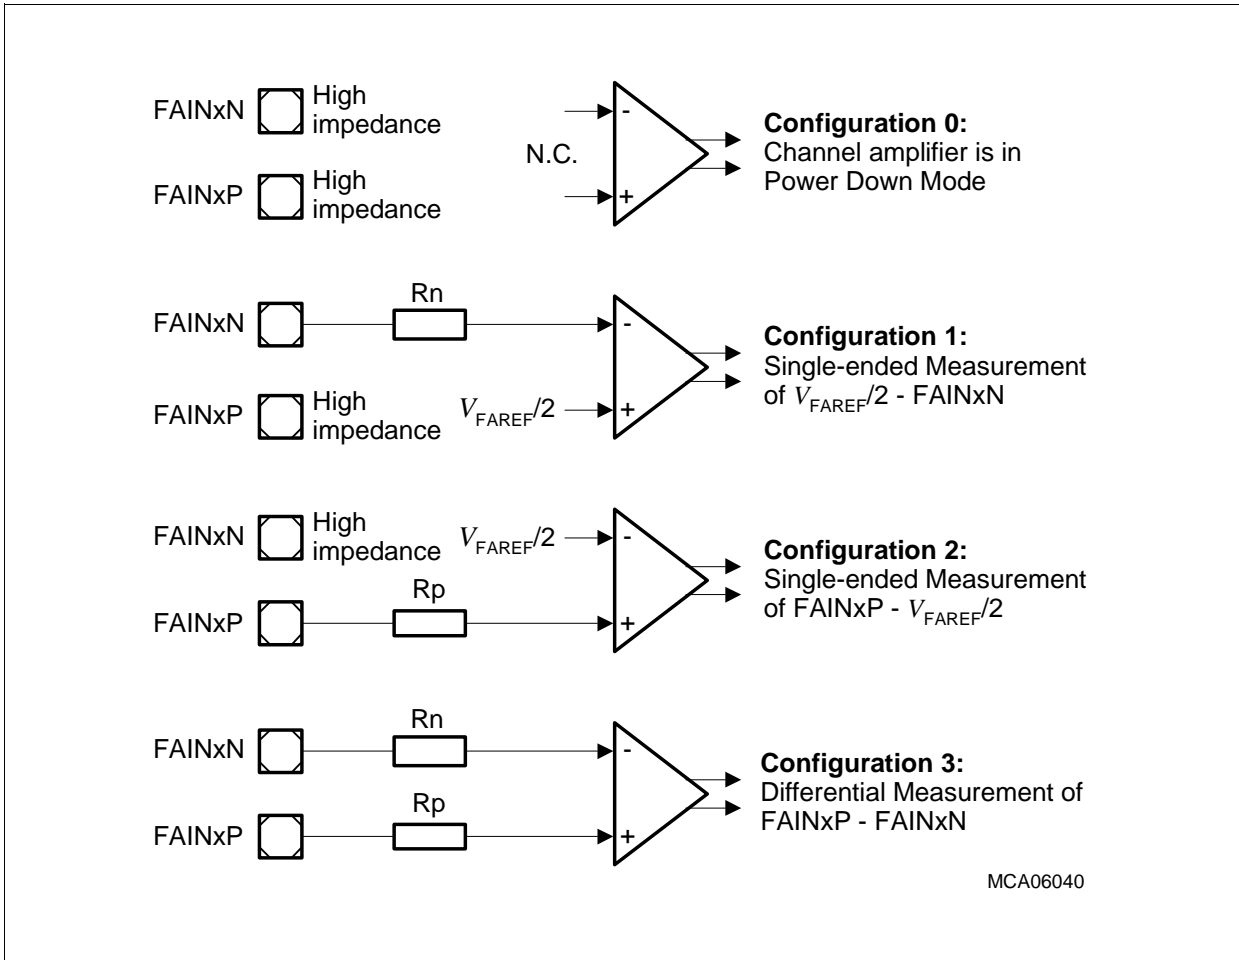 FAINxN
High
impedance
N.C.
-
+
FAINxP
High
impedance
Configuration 0:
Channel amplifier is in
Power Down Mode
FAINxN
Rn
-
FAINxP
High
impedance
VFAREF/2
+
Configuration 1:
Single-ended Measurement
of VFAREF/2 - FAINxN
FAINxN
High
impedance
VFAREF/2
-
FAINxP
Rp
+
Configuration 2:
Single-ended Measurement
of FAINxP - VFAREF/2
FAINxN
Rn
-
FAINxP
Rp
+
Configuration 3:
Differential Measurement of
FAINxP - FAINxN
MCA06040